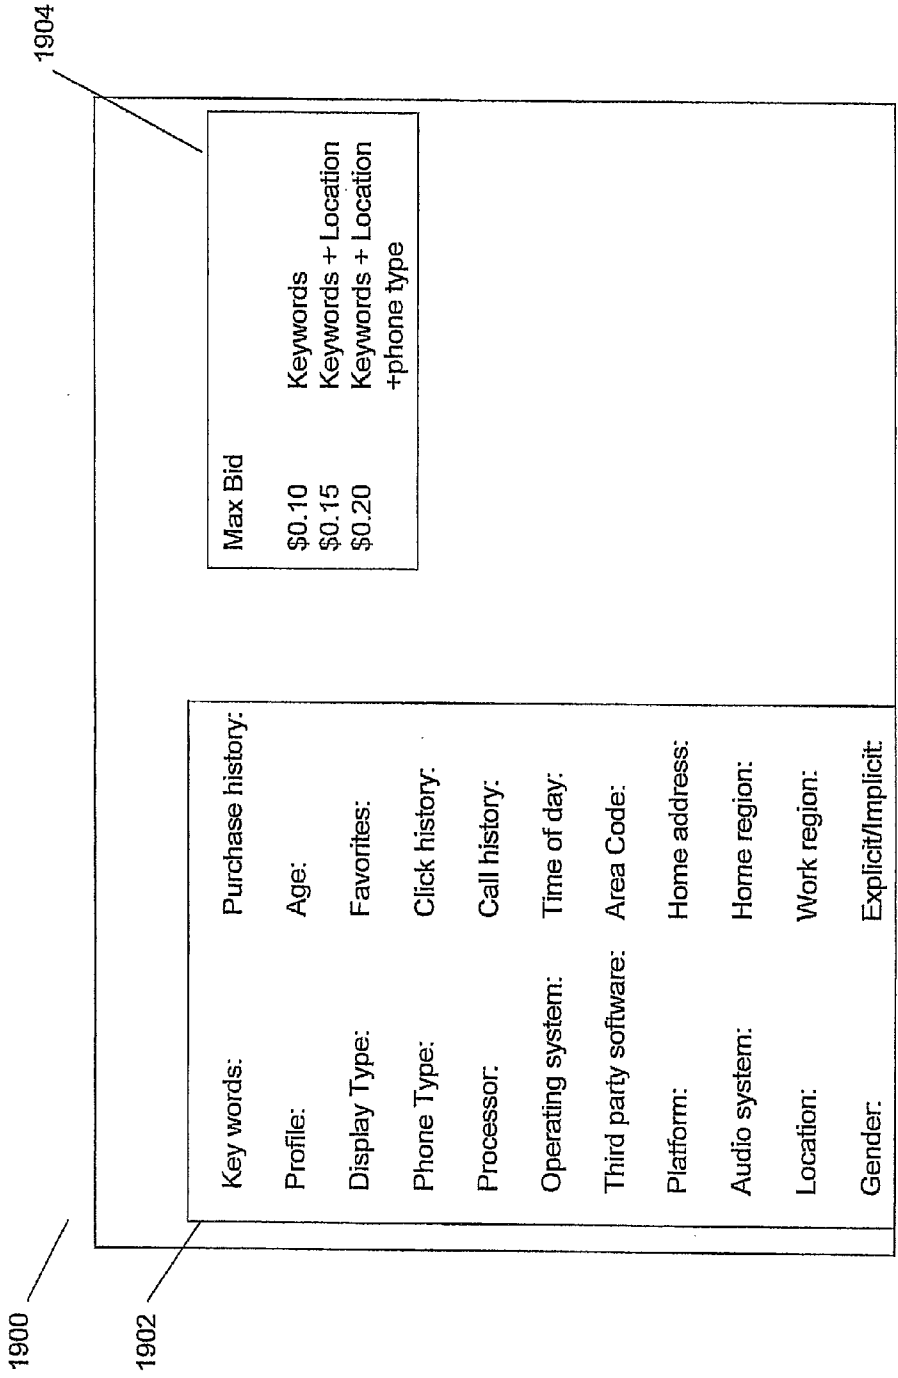 1900
1902
Key words: Purchase history:
Profile: Age:
Display Type: Favorites:
Phone Type: Click history:
Processor: Call history:
Operating system: Time of day:
Third party software: Area Code:
Platform: Home address:
Audio system: Home region:
Location: Work region:
Gender: Explicit/Implicit:
1904
Max Bid
$0.10 Keywords
$0.15 Keywords + Location
$0.20 Keywords + Location
+phone type